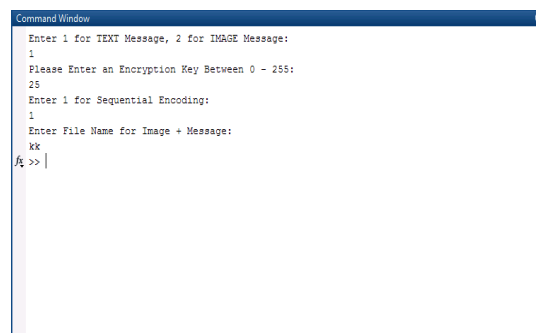 Command Window
Enter 1 for TEXT Message, 2 for IMAGE Message:
1
Please Enter an Encryption Key Between 0 - 255:
25
Enter 1 for Sequential Encoding:
1
Enter File Name for Image + Message:
kk
fx >>